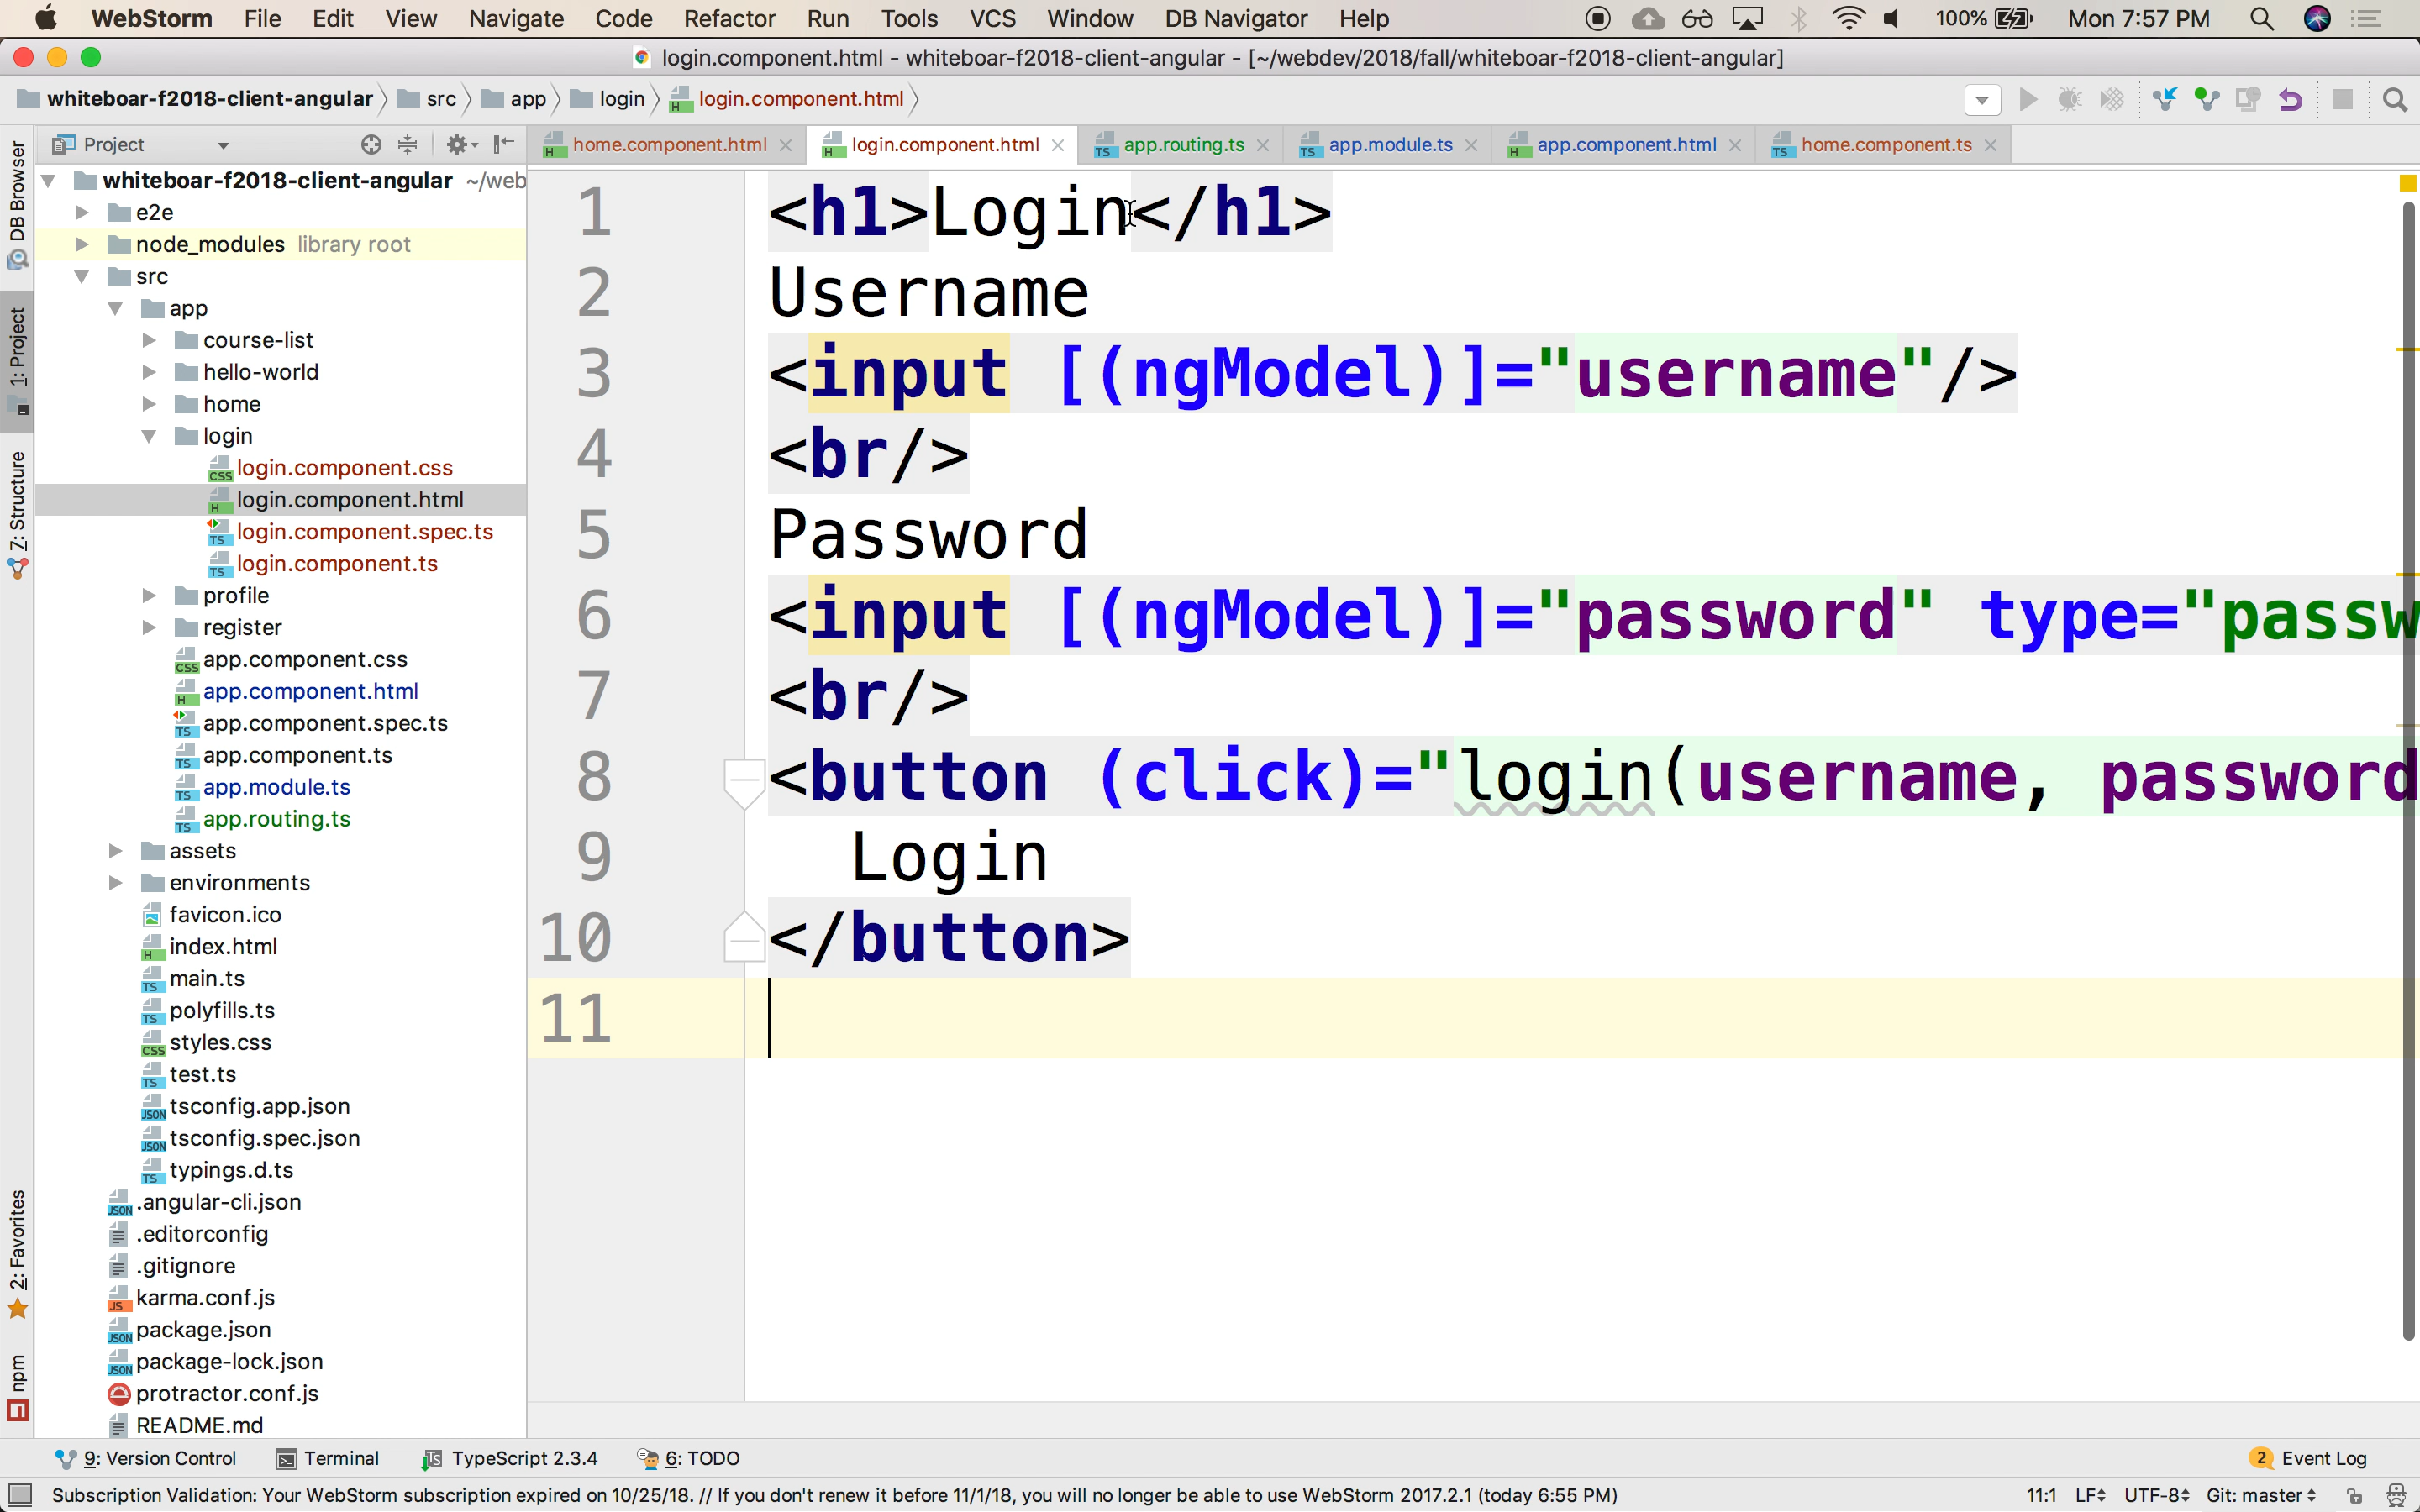 WebStorm File Edit View Navigate Code Refactor Run Tools VCS Window DB Navigator Help 100% Mon 7:57 PM
login.component.html - whiteboar-f2018-client-angular - [~/webdev/2018/fall/whiteboar-f2018-client-angular]
whiteboar-f2018-client-angular src app login login.component.html
Project
home.component.html login.component.html app.routing.ts app.module.ts app.component.html home.component.ts
DB Browser
1: Project
7: Structure
2: Favorites
npm
whiteboar-f2018-client-angular ~/web
e2e
node_modules library root
src
app
course-list
hello-world
home
login
login.component.css
login.component.html
login.component.spec.ts
login.component.ts
profile
register
app.component.css
app.component.html
app.component.spec.ts
app.component.ts
app.module.ts
app.routing.ts
assets
environments
favicon.ico
index.html
main.ts
polyfills.ts
styles.css
test.ts
tsconfig.app.json
tsconfig.spec.json
typings.d.ts
.angular-cli.json
.editorconfig
.gitignore
karma.conf.js
package.json
package-lock.json
protractor.conf.js
README.md
1 <h1>Login</h1>
2 Username
3 <input [(ngModel)]="username"/>
4 <br/>
5 Password
6 <input [(ngModel)]="password" type="passw
7 <br/>
8 <button (click)="login(username, password
9 Login
10 </button>
11
9: Version Control Terminal TypeScript 2.3.4 6: TODO 2 Event Log
Subscription Validation: Your WebStorm subscription expired on 10/25/18. // If you don't renew it before 11/1/18, you will no longer be able to use WebStorm 2017.2.1 (today 6:55 PM) 11:1 LF UTF-8 Git: master